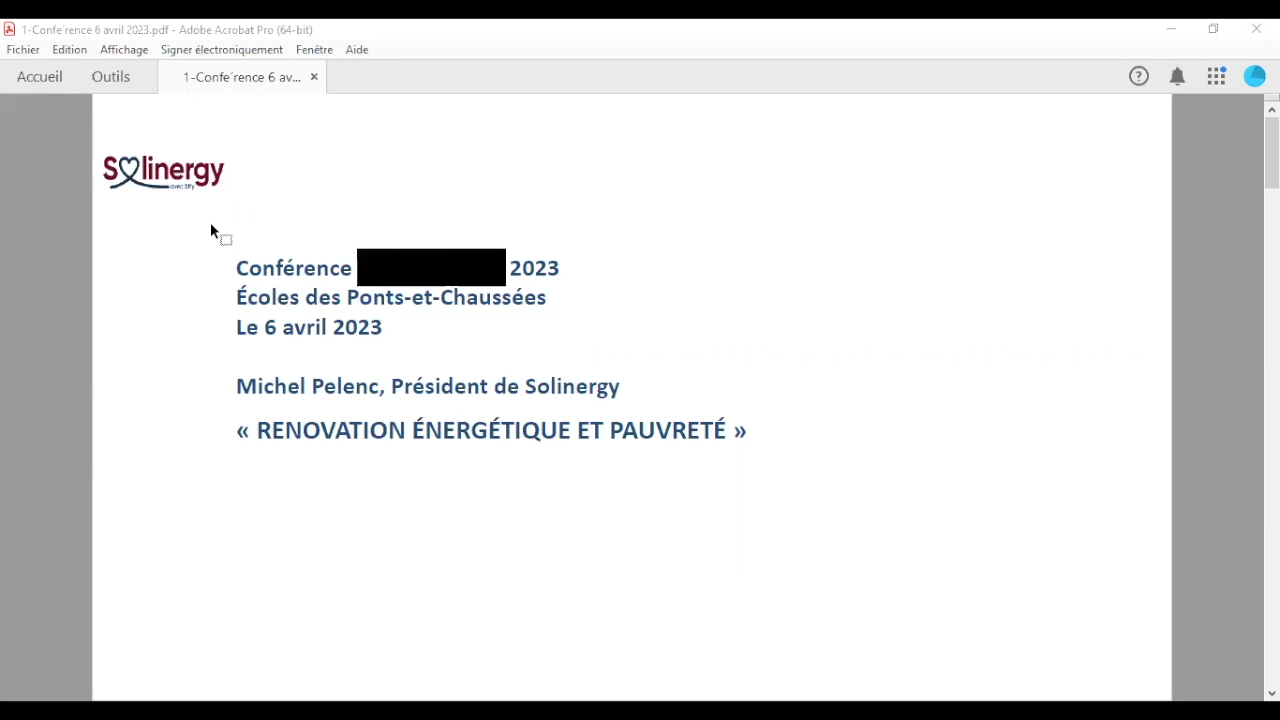 1-Confe´rence 6 avril 2023.pdf - Adobe Acrobat Pro (64-bit)
Fichier Edition Affichage Signer électroniquement Fenêtre Aide
Accueil Outils 1-Confe´rence 6 av... ×
Solinergy
avec Effy
Conférence 2023
Écoles des Ponts-et-Chaussées
Le 6 avril 2023
Michel Pelenc, Président de Solinergy
« RENOVATION ÉNERGÉTIQUE ET PAUVRETÉ »